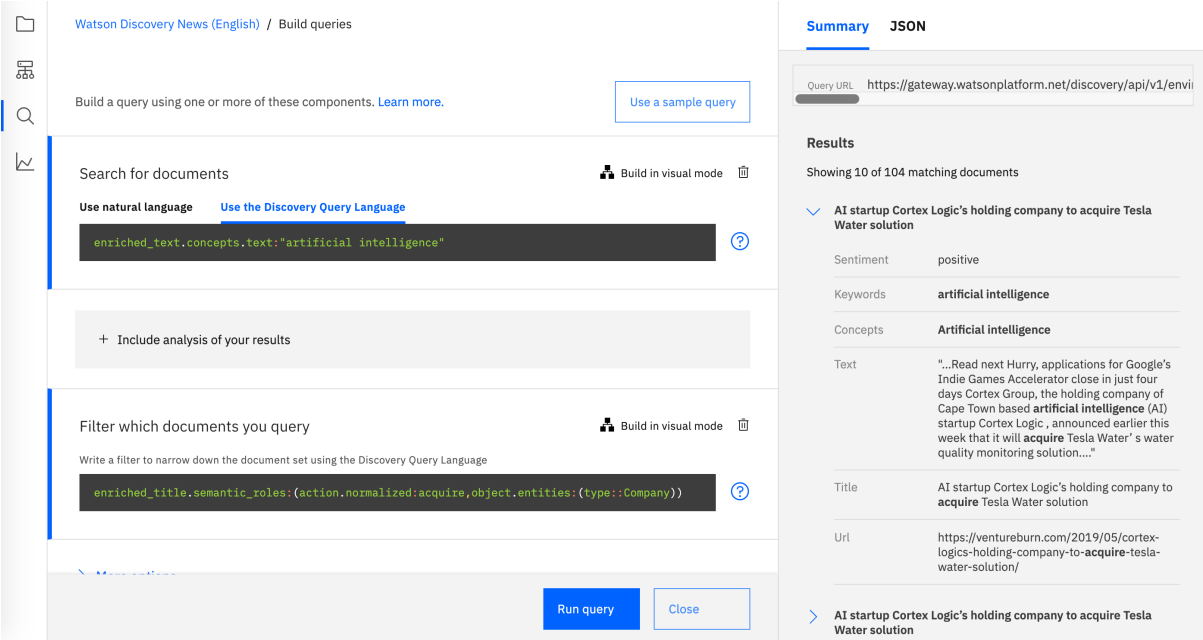 Watson Discovery News (English) / Build queries
Build a query using one or more of these components. Learn more.
Use a sample query
Search for documents
Build in visual mode
Use natural language
Use the Discovery Query Language
enriched_text.concepts.text:"artificial intelligence"
+ Include analysis of your results
Filter which documents you query
Build in visual mode
Write a filter to narrow down the document set using the Discovery Query Language
enriched_title.semantic_roles:(action.normalized:acquire,object.entities:(type::Company))
More options
Run query
Close
Summary
JSON
Query URL
https://gateway.watsonplatform.net/discovery/api/v1/envi
Results
Showing 10 of 104 matching documents
AI startup Cortex Logic’s holding company to acquire Tesla
Water solution
Sentiment
positive
Keywords
artificial intelligence
Concepts
Artificial intelligence
Text
"...Read next Hurry, applications for Google’s
Indie Games Accelerator close in just four
days Cortex Group, the holding company of
Cape Town based artificial intelligence (AI)
startup Cortex Logic , announced earlier this
week that it will acquire Tesla Water’ s water
quality monitoring solution...."
Title
AI startup Cortex Logic’s holding company to
acquire Tesla Water solution
Url
https://ventureburn.com/2019/05/cortex-
logics-holding-company-to-acquire-tesla-
water-solution/
AI startup Cortex Logic’s holding company to acquire Tesla
Water solution